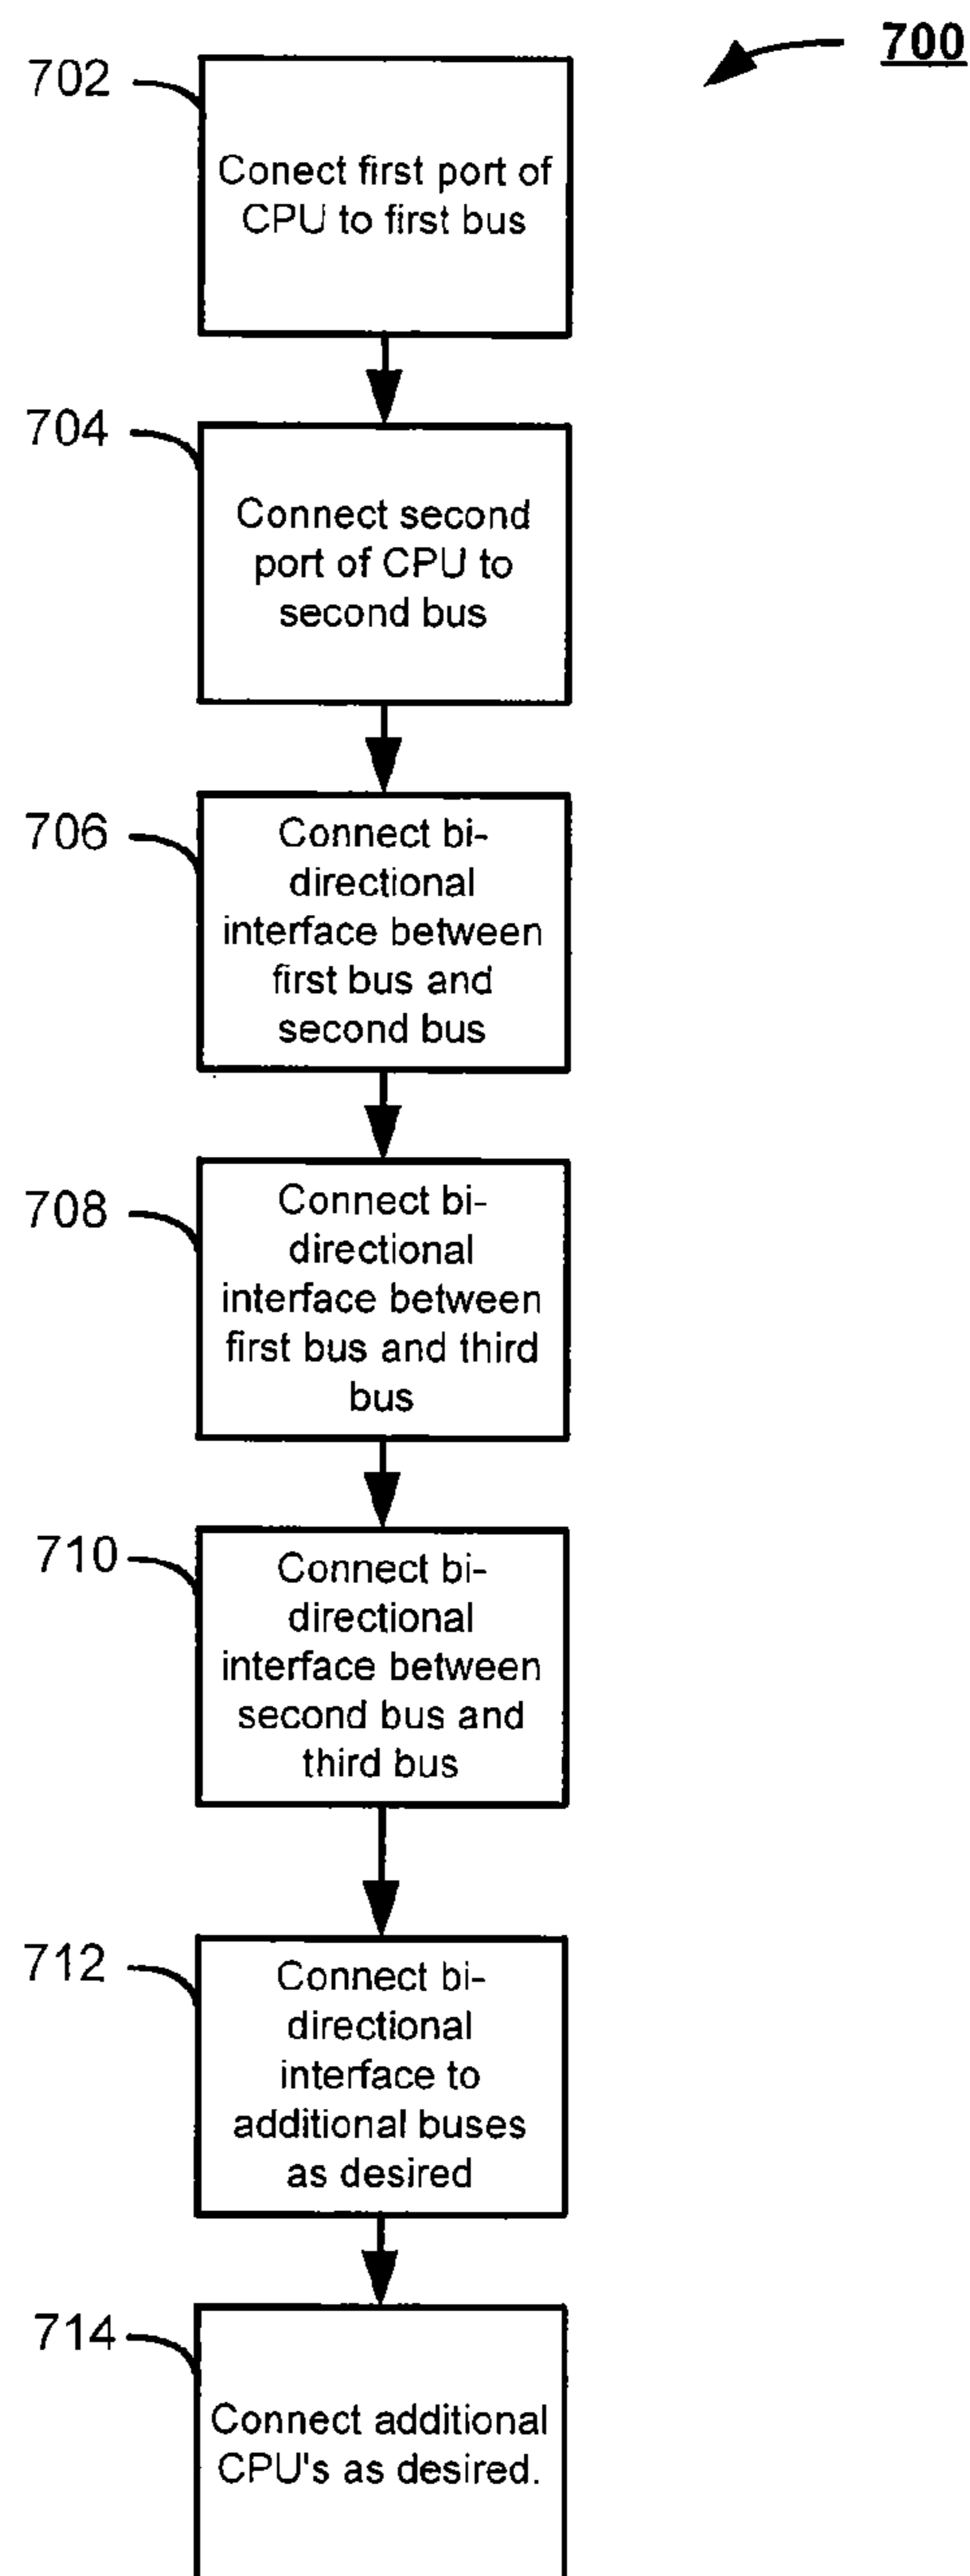 700
702
Conect first port of
CPU to first bus
704
Connect second
port of CPU to
second bus
706
Connect bi-
directional
interface between
first bus and
second bus
708
Connect bi-
directional
interface between
first bus and third
bus
710
Connect bi-
directional
interface between
second bus and
third bus
712
Connect bi-
directional
interface to
additional buses
as desired
714
Connect additional
CPU's as desired.